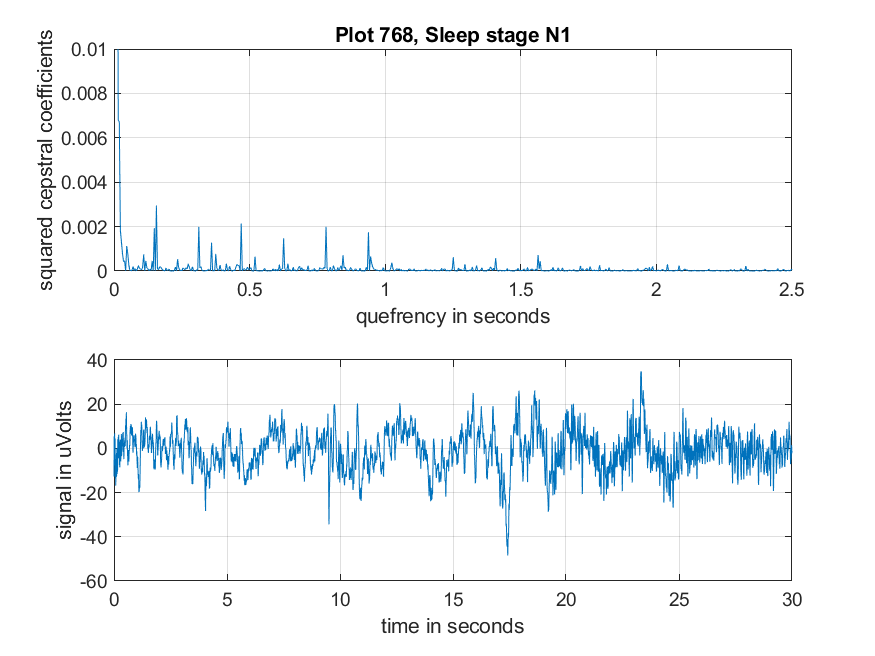 Plot 768, Sleep stage N1
squared cepstral coefficients
0.01
0.008
0.006
0.004
0.002
0
0 0.5 1 1.5 2 2.5
quefrency in seconds
signal in uVolts
40
20
0
-20
-40
-60
0 5 10 15 20 25 30
time in seconds